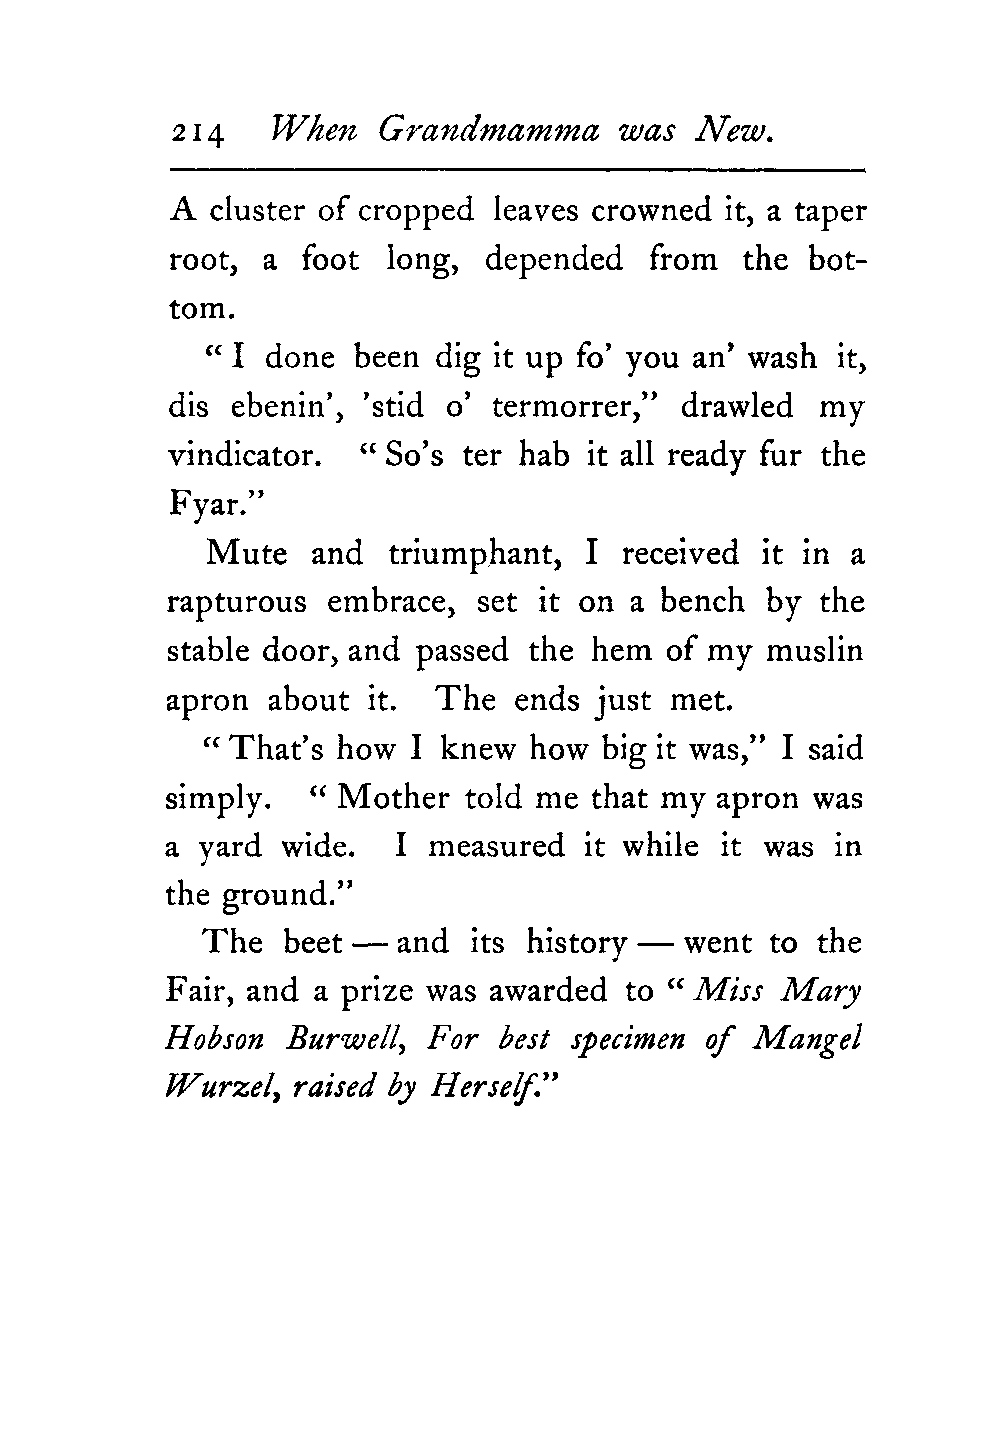 214 When Grandmamma was New.
A cluster of cropped leaves crowned it, a taper
root, a foot long, depended from the bot-
tom.
“ I done been dig it up fo’ you an’ wash it,
dis ebenin’, ’stid o’ termorrer,” drawled my
vindicator. “ So’s ter hab it all ready fur the
Fyar.”
Mute and triumphant, I received it in a
rapturous embrace, set it on a bench by the
stable door, and passed the hem of my muslin
apron about it. The ends just met.
“ That’s how I knew how big it was,” I said
simply. “ Mother told me that my apron was
a yard wide. I measured it while it was in
the ground.”
The beet — and its history — went to the
Fair, and a prize was awarded to “ Miss Mary
Hobson Burwell, For best specimen of Mangel
Wurzel, raised by Herself.”